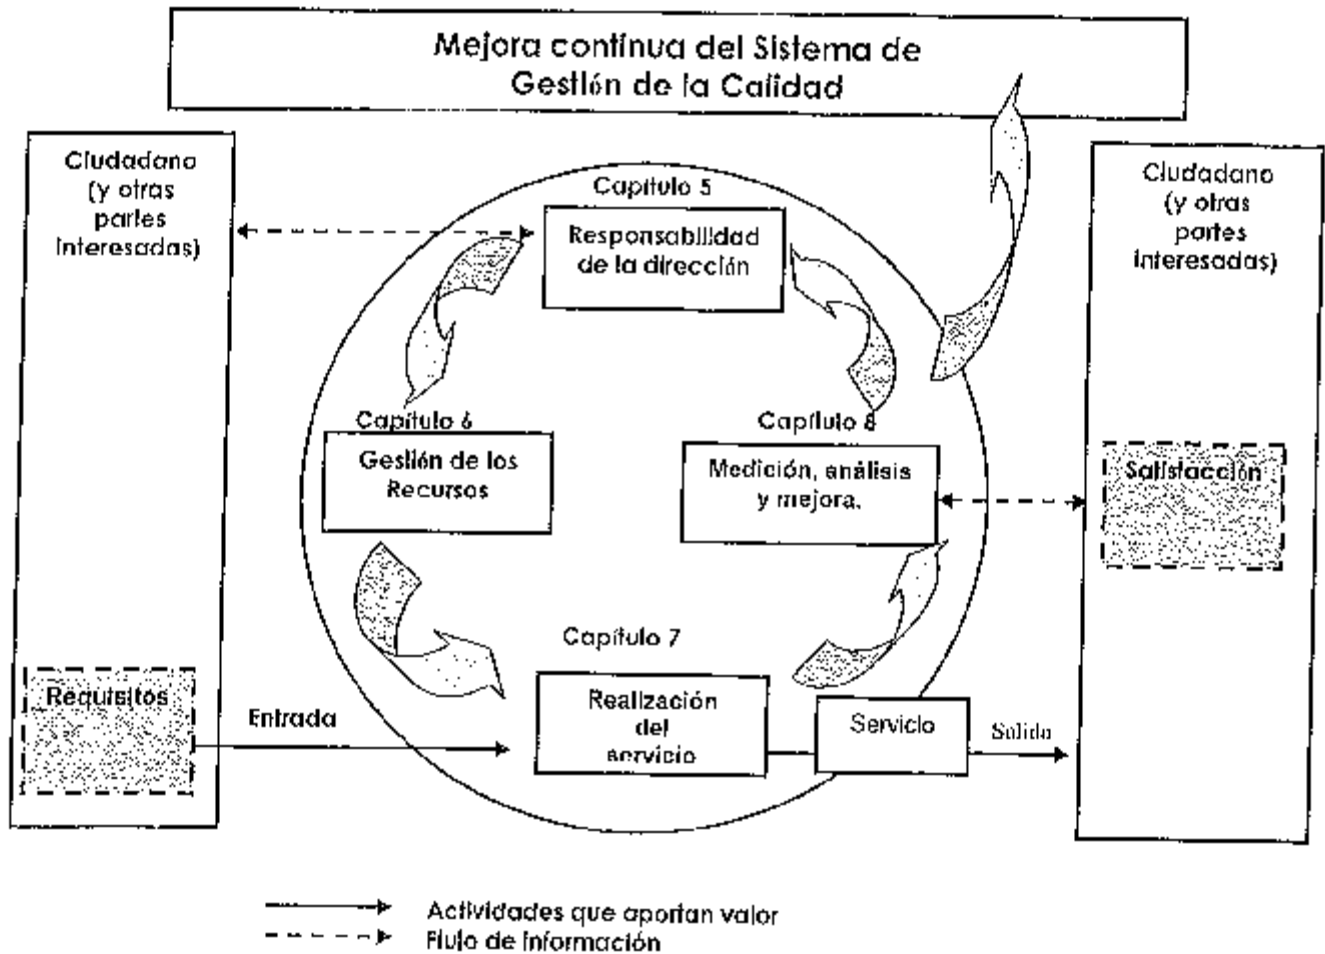 Mejora continua del Sistema de
Gestión de la Calidad
Ciudadano
(y otras
partes
interesadas)
Capítulo 5
Responsabilidad
de la dirección
Ciudadano
(y otras
partes
interesadas)
Capítulo 6
Gestión de los
Recursos
Capítulo 8
Medición, análisis
y mejora.
Satisfacción
Capítulo 7
Requisitos
Entrada
Realización
del
servicio
Servicio
Salida
Actividades que aportan valor
Flujo de información